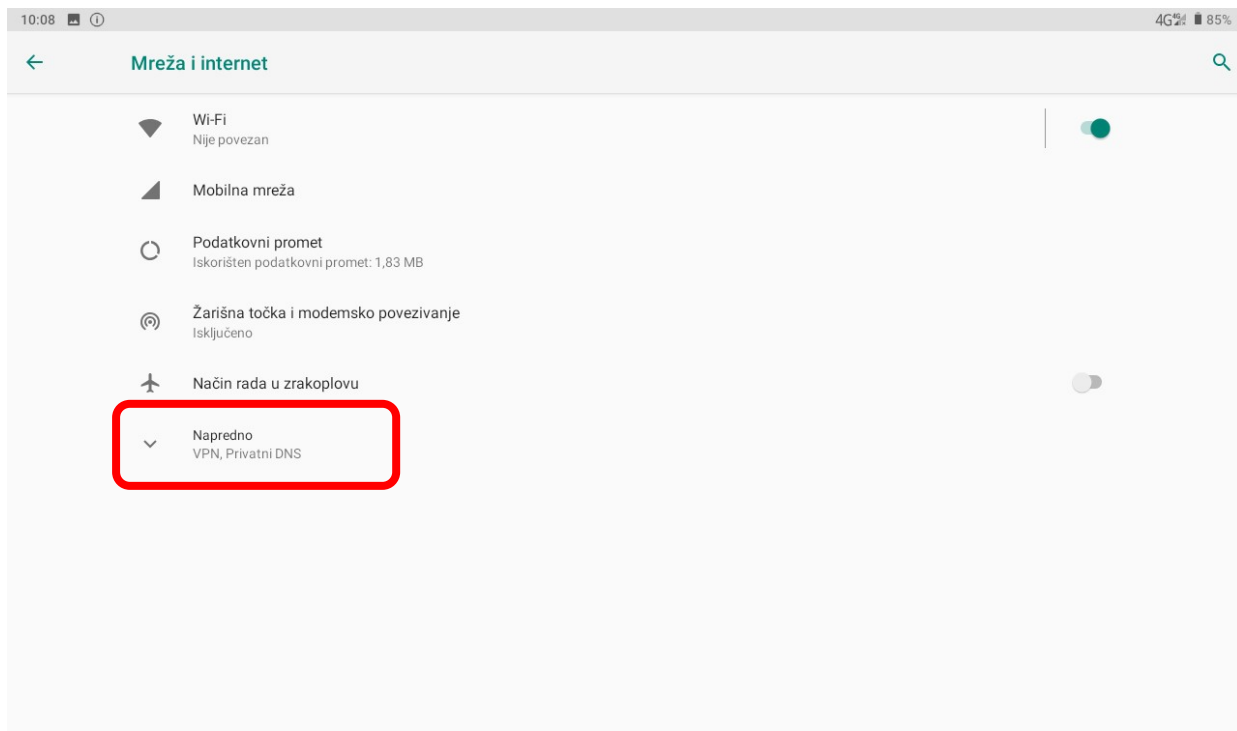 10:08 4G 85%
Mreža i internet
Wi-Fi
Nije povezan
Mobilna mreža
Podatkovni promet
Iskorišten podatkovni promet: 1,83 MB
Žarišna točka i modemsko povezivanje
Isključeno
Način rada u zrakoplovu
Napredno
VPN, Privatni DNS